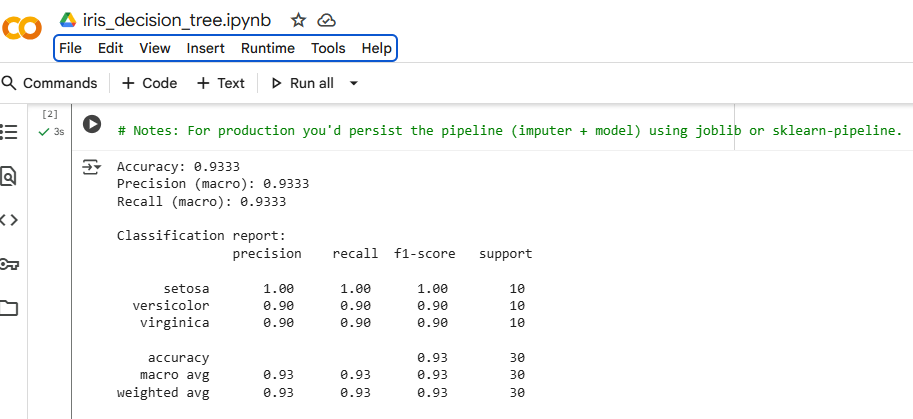 iris_decision_tree.ipynb
File Edit View Insert Runtime Tools Help
Commands + Code + Text Run all
[2]
3s
# Notes: For production you'd persist the pipeline (imputer + model) using joblib or sklearn-pipeline.
Accuracy: 0.9333
Precision (macro): 0.9333
Recall (macro): 0.9333
Classification report:
precision recall f1-score support
setosa 1.00 1.00 1.00 10
versicolor 0.90 0.90 0.90 10
virginica 0.90 0.90 0.90 10
accuracy 0.93 30
macro avg 0.93 0.93 0.93 30
weighted avg 0.93 0.93 0.93 30